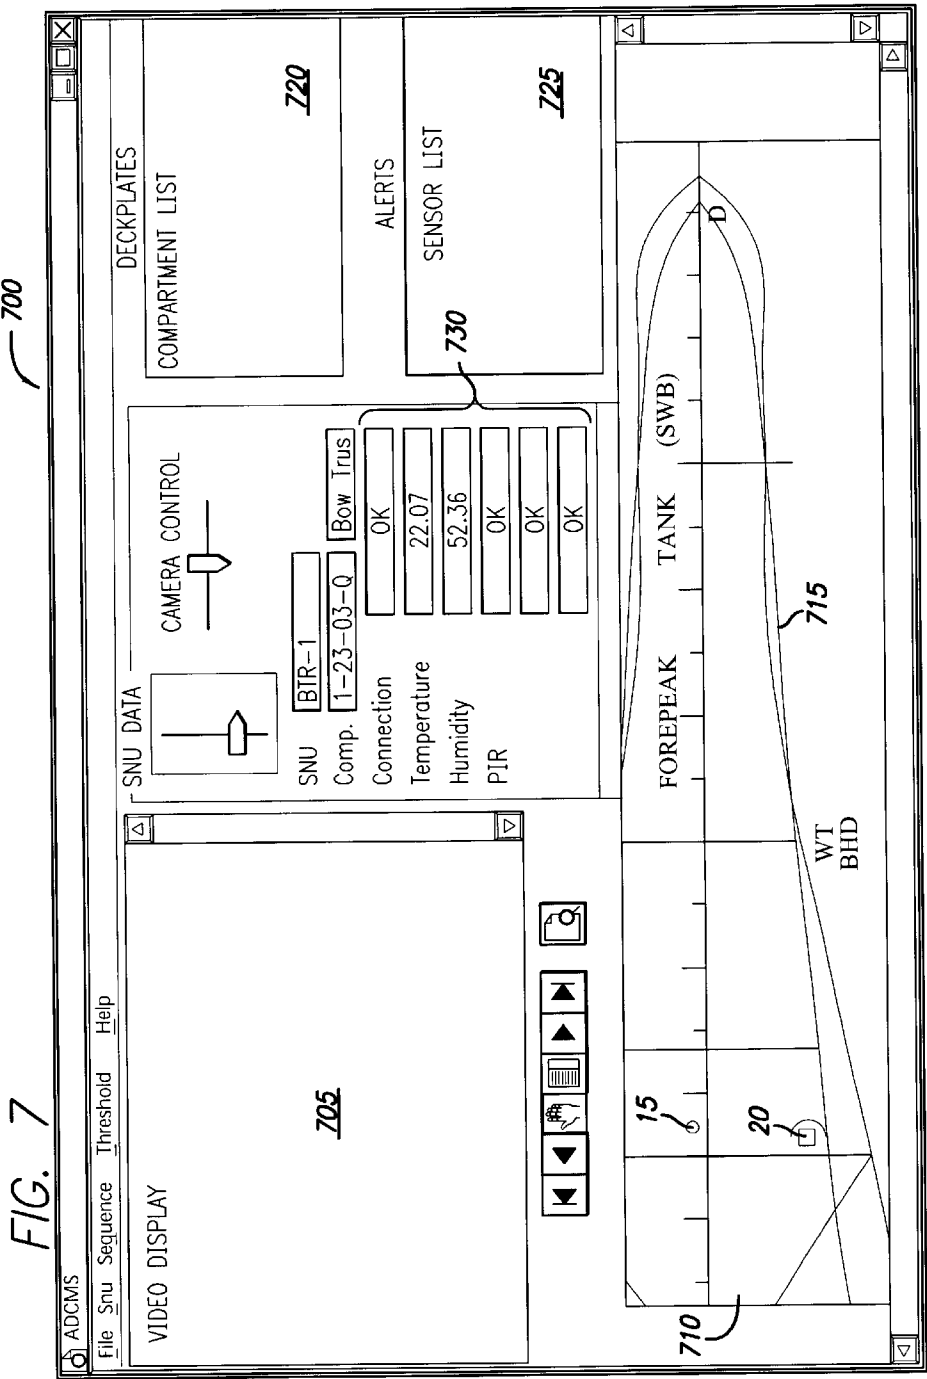 FIG. 7
700
ADCMS
File Snu Sequence Threshold Help
VIDEO DISPLAY
705
SNU DATA
CAMERA CONTROL
SNU BTR-1
Comp. 1-23-03-Q Bow Trus
Connection OK
Temperature 22.07
Humidity 52.36
PIR OK
OK
OK
730
DECKPLATES
COMPARTMENT LIST
720
ALERTS
SENSOR LIST
725
710
15
20
WT
BHD
FOREPEAK TANK (SWB)
715
D